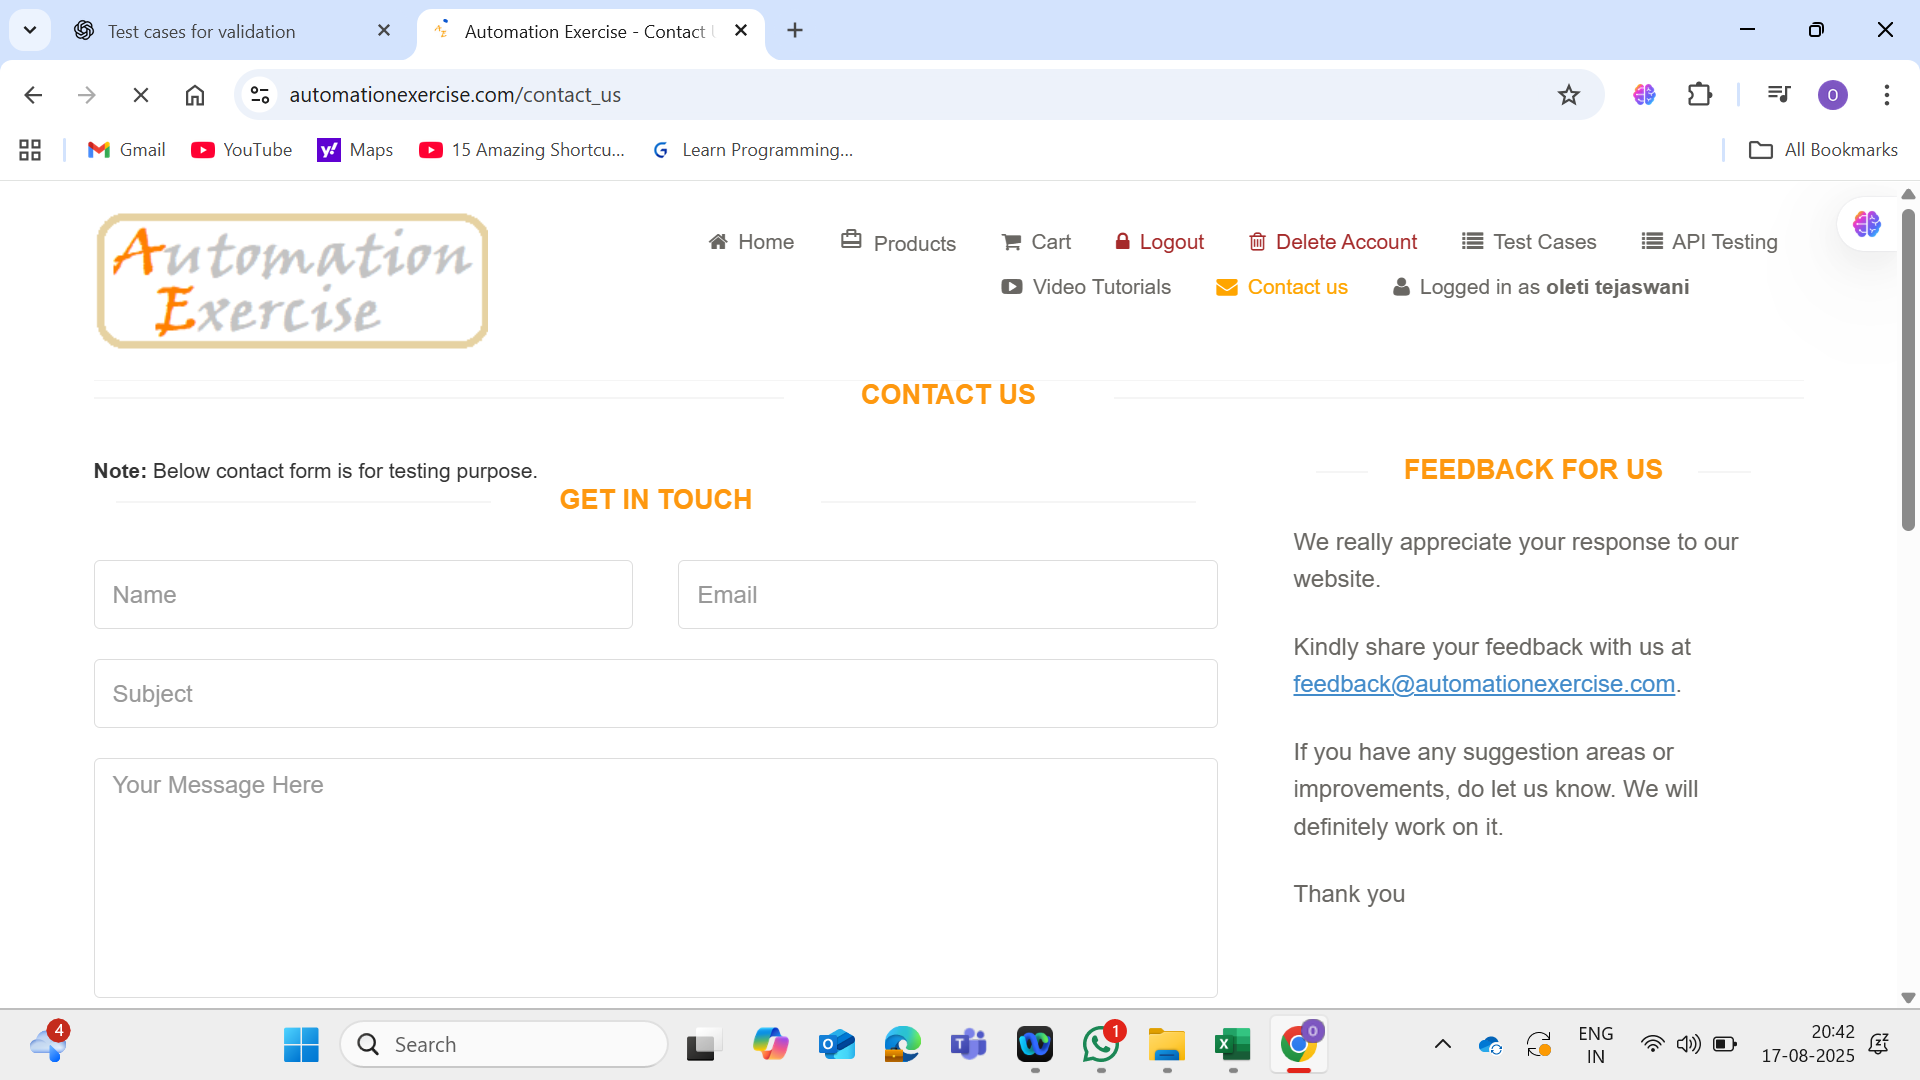 Test cases for validation
Automation Exercise - Contact
automationexercise.com/contact_us
O
Gmail
YouTube
Maps
15 Amazing Shortcu...
Learn Programming...
All Bookmarks
Automation
Exercise
Home
Products
Cart
Logout
Delete Account
Test Cases
API Testing
Video Tutorials
Contact us
Logged in as oleti tejaswani
CONTACT US
Note: Below contact form is for testing purpose.
GET IN TOUCH
Name
Email
Subject
Your Message Here
FEEDBACK FOR US
We really appreciate your response to our
website.
Kindly share your feedback with us at
feedback@automationexercise.com.
If you have any suggestion areas or
improvements, do let us know. We will
definitely work on it.
Thank you
4
Search
1
O
ENG
IN
20:42
17-08-2025